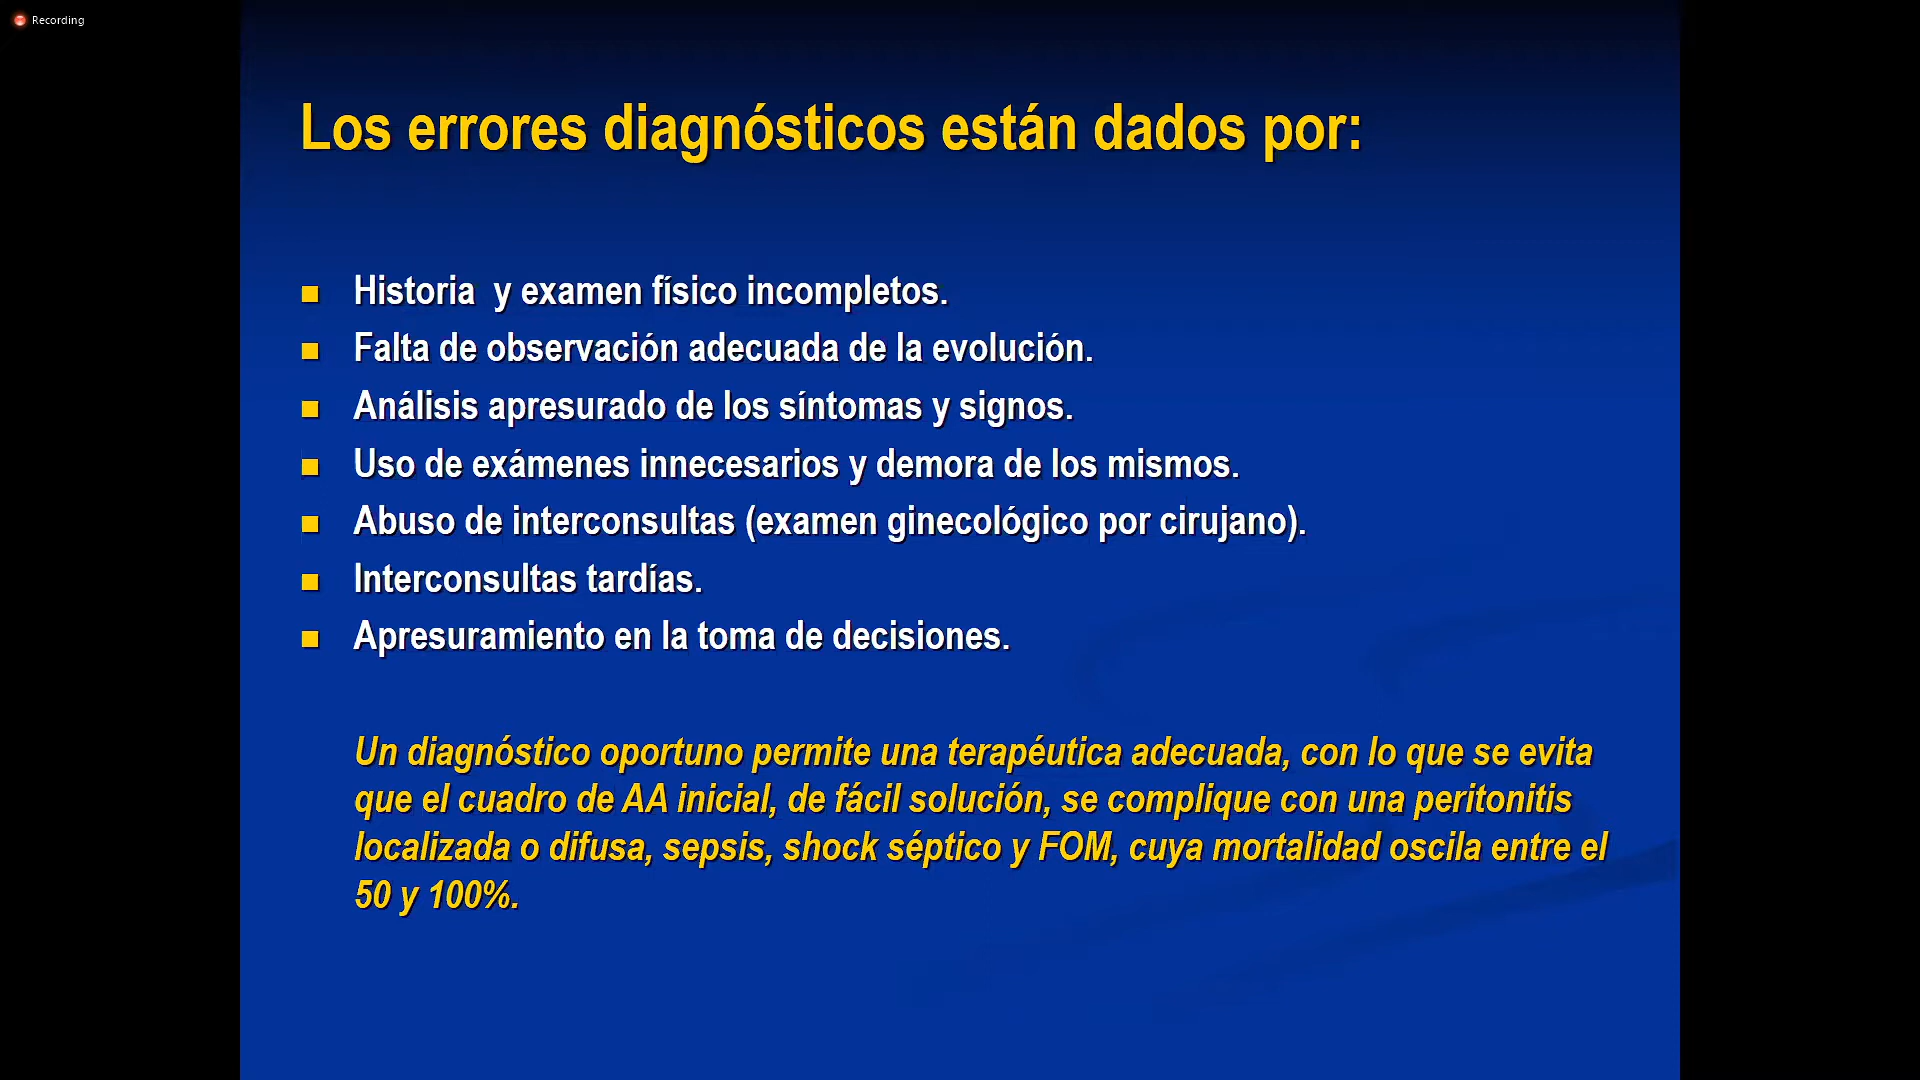 Recording
Los errores diagnósticos están dados por:
Historia  y examen físico incompletos.
Falta de observación adecuada de la evolución.
Análisis apresurado de los síntomas y signos.
Uso de exámenes innecesarios y demora de los mismos.
Abuso de interconsultas (examen ginecológico por cirujano).
Interconsultas tardías.
Apresuramiento en la toma de decisiones.
Un diagnóstico oportuno permite una terapéutica adecuada, con lo que se evita
que el cuadro de AA inicial, de fácil solución, se complique con una peritonitis
localizada o difusa, sepsis, shock séptico y FOM, cuya mortalidad oscila entre el
50 y 100%.